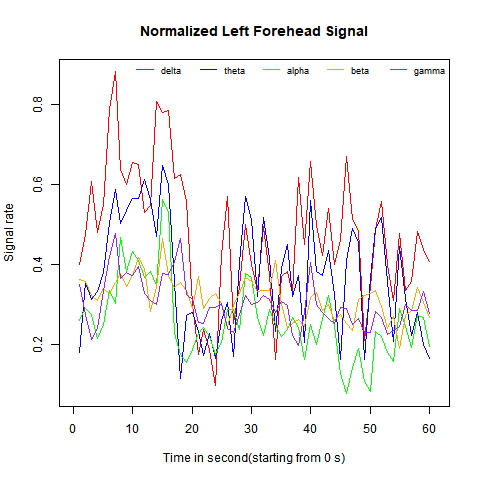 Normalized Left Forehead Signal
delta theta alpha beta gamma
0.8
0.6
0.4
0.2
Signal rate
0 10 20 30 40 50 60
Time in second(starting from 0 s)